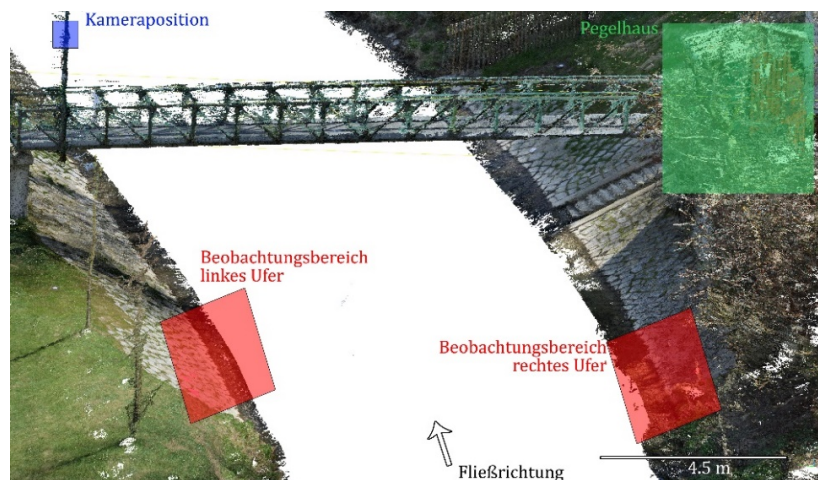 Kameraposition
Pegelhaus
Beobachtungsbereich
linkes Ufer
Beobachtungsbereich
rechtes Ufer
Fließrichtung
4.5 m